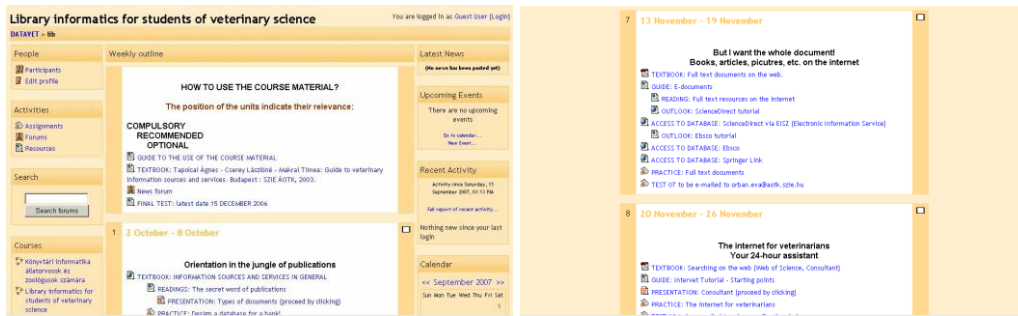 Library informatics for students of veterinary science
You are logged in as Guest User (Login)
DATAVET » lib
People
Participants
Edit profile
Activities
Assignments
Forums
Resources
Search
Search forums
Courses
Könyvtári informatika
állatorvosok és
zoológusok számára
Library informatics for
students of veterinary
science
Weekly outline
HOW TO USE THE COURSE MATERIAL?
The position of the units indicate their relevance:
COMPULSORY
RECOMMENDED
OPTIONAL
GUIDE TO THE USE OF THE COURSE MATERIAL
TEXTBOOK: Tapolcai Ágnes - Cserey Lászlóné - Makrai Tímea: Guide to veterinary
information sources and services. Budapest : SZIE ÁOTK, 2003.
News forum
FINAL TEST: latest date 15 DECEMBER 2006
1 2 October - 8 October
Orientation in the jungle of publications
TEXTBOOK: INFORMATION SOURCES AND SERVICES IN GENERAL
READINGS: The secret word of publications
PRESENTATION: Types of documents (proceed by clicking)
PRACTICE: Design a database for a bank!
Latest News
(No news has been posted yet)
Upcoming Events
There are no upcoming
events
Go to calendar...
New Event...
Recent Activity
Activity since Saturday, 15
September 2007, 03:13 PM
Full report of recent activity...
Nothing new since your last
login
Calendar
<< September 2007 >>
Sun Mon Tue Wed Thu Fri Sat
7 13 November - 19 November
But I want the whole document!
Books, articles, picutres, etc. on the internet
TEXTBOOK: Full text documents on the web.
GUIDE: E-documents
READING: Full text resources on the internet
OUTLOOK: ScienceDirect tutorial
ACCESS TO DATABASE: ScienceDirect via EISZ (Electronic Information Service)
OUTLOOK: Ebsco tutorial
ACCESS TO DATABASE: Ebsco
ACCESS TO DATABASE: Springer Link
PRACTICE: Full text documents
TEST 07 to be e-mailed to orban.eva@aotk.szie.hu
8 20 November - 26 November
The internet for veterinarians
Your 24-hour assistant
TEXTBOOK: Searching on the web (Web of Science, Consultant)
GUIDE: Internet Tutorial - Starting points
PRESENTATION: Consultant (proceed by clicking)
PRACTICE: The internet for veterinarians